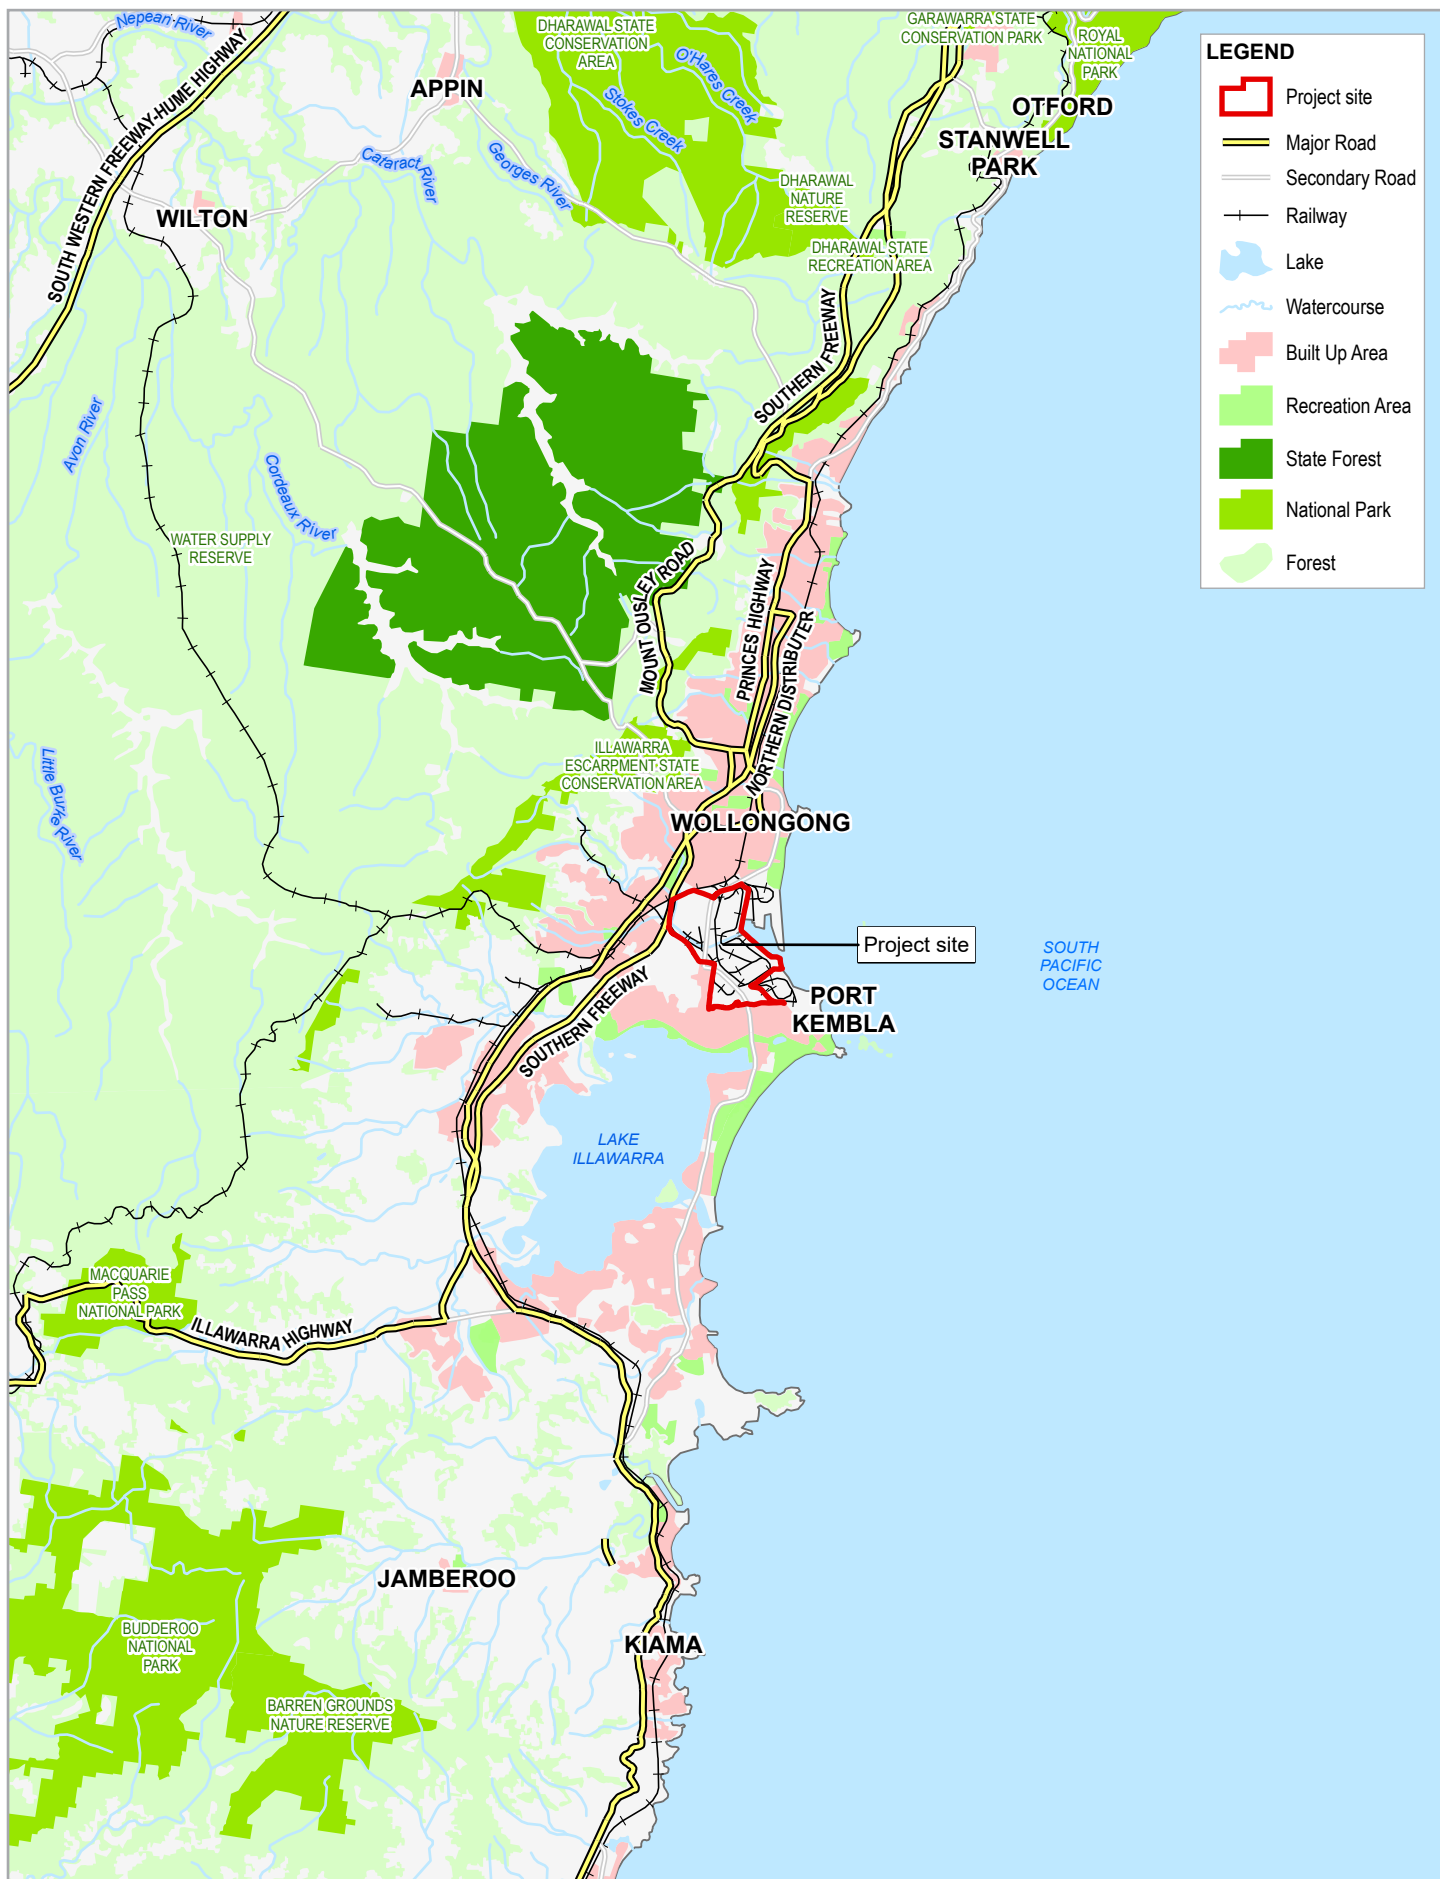 Nepean River
SOUTH WESTERN FREEWAY-HUME HIGHWAY
DHARAWAL STATE
CONSERVATION
AREA
GARAWARRA STATE
CONSERVATION PARK
ROYAL
NATIONAL
PARK
O'Hares Creek
Stokes Creek
APPIN
OTFORD
STANWELL
PARK
Cataract River
Georges River
DHARAWAL
NATURE
RESERVE
WILTON
DHARAWAL STATE
RECREATION AREA
SOUTHERN FREEWAY
Avon River
Cordeaux River
WATER SUPPLY
RESERVE
MOUNT OUSLEY ROAD
PRINCES HIGHWAY
NORTHERN DISTRIBUTER
Little Burke River
ILLAWARRA
ESCARPMENT STATE
CONSERVATION AREA
WOLLONGONG
Project site
SOUTH
PACIFIC
OCEAN
PORT
KEMBLA
SOUTHERN FREEWAY
LAKE
ILLAWARRA
MACQUARIE
PASS
NATIONAL PARK
ILLAWARRA HIGHWAY
JAMBEROO
BUDDEROO
NATIONAL
PARK
KIAMA
BARREN GROUNDS
NATURE RESERVE
LEGEND
Project site
Major Road
Secondary Road
Railway
Lake
Watercourse
Built Up Area
Recreation Area
State Forest
National Park
Forest